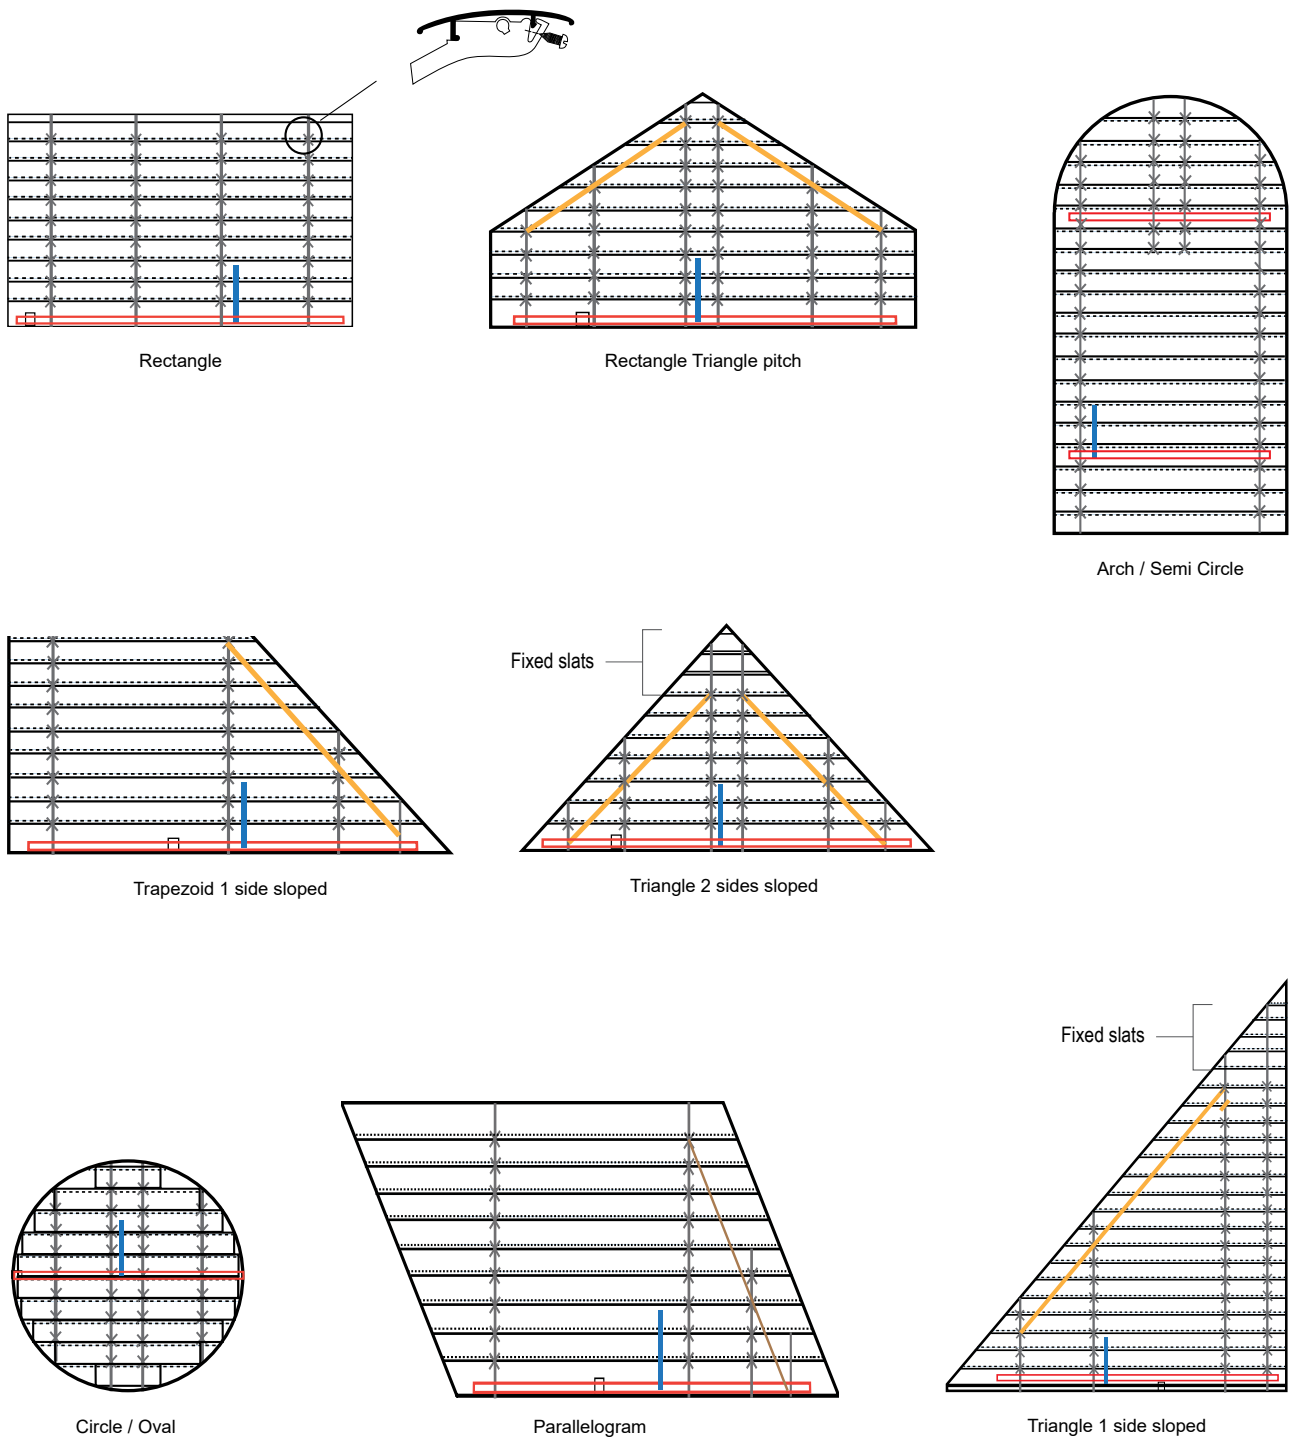 Rectangle
Rectangle Triangle pitch
Arch / Semi Circle
Fixed slats
Trapezoid 1 side sloped
Triangle 2 sides sloped
Fixed slats
Circle / Oval
Parallelogram
Triangle 1 side sloped